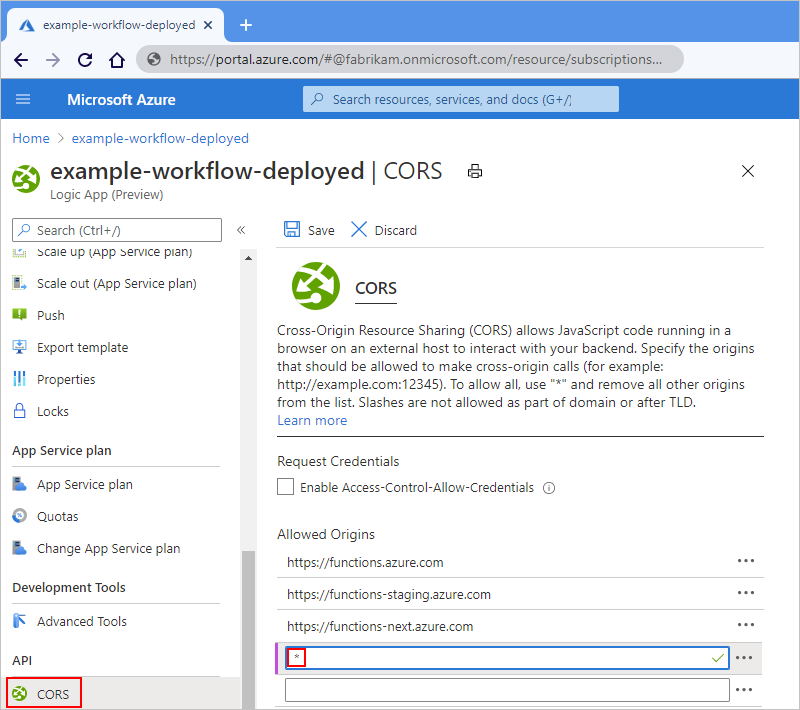 example-workflow-deployed
https://portal.azure.com/#@fabrikam.onmicrosoft.com/resource/subscriptions...
Microsoft Azure
Search resources, services, and docs (G+/)
Home > example-workflow-deployed
example-workflow-deployed | CORS
Logic App (Preview)
Search (Ctrl+/)
«
Scale up (App Service plan)
Scale out (App Service plan)
Push
Export template
Properties
Locks
App Service plan
App Service plan
Quotas
Change App Service plan
Development Tools
Advanced Tools
API
CORS
Save
Discard
CORS
Cross-Origin Resource Sharing (CORS) allows JavaScript code running in a
browser on an external host to interact with your backend. Specify the origins
that should be allowed to make cross-origin calls (for example:
http://example.com:12345). To allow all, use "*" and remove all other origins
from the list. Slashes are not allowed as part of domain or after TLD.
Learn more
Request Credentials
Enable Access-Control-Allow-Credentials
Allowed Origins
https://functions.azure.com
https://functions-staging.azure.com
https://functions-next.azure.com
*